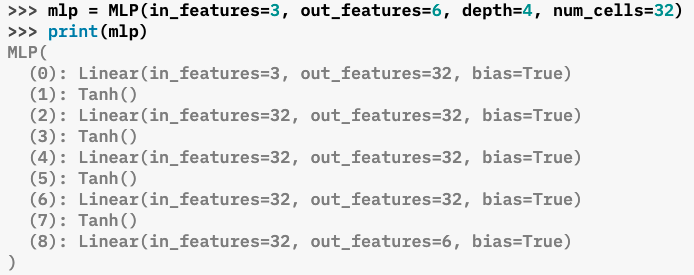 >>> mlp = MLP(in_features=3, out_features=6, depth=4, num_cells=32)
>>> print(mlp)
MLP(
  (0): Linear(in_features=3, out_features=32, bias=True)
  (1): Tanh()
  (2): Linear(in_features=32, out_features=32, bias=True)
  (3): Tanh()
  (4): Linear(in_features=32, out_features=32, bias=True)
  (5): Tanh()
  (6): Linear(in_features=32, out_features=32, bias=True)
  (7): Tanh()
  (8): Linear(in_features=32, out_features=6, bias=True)
)